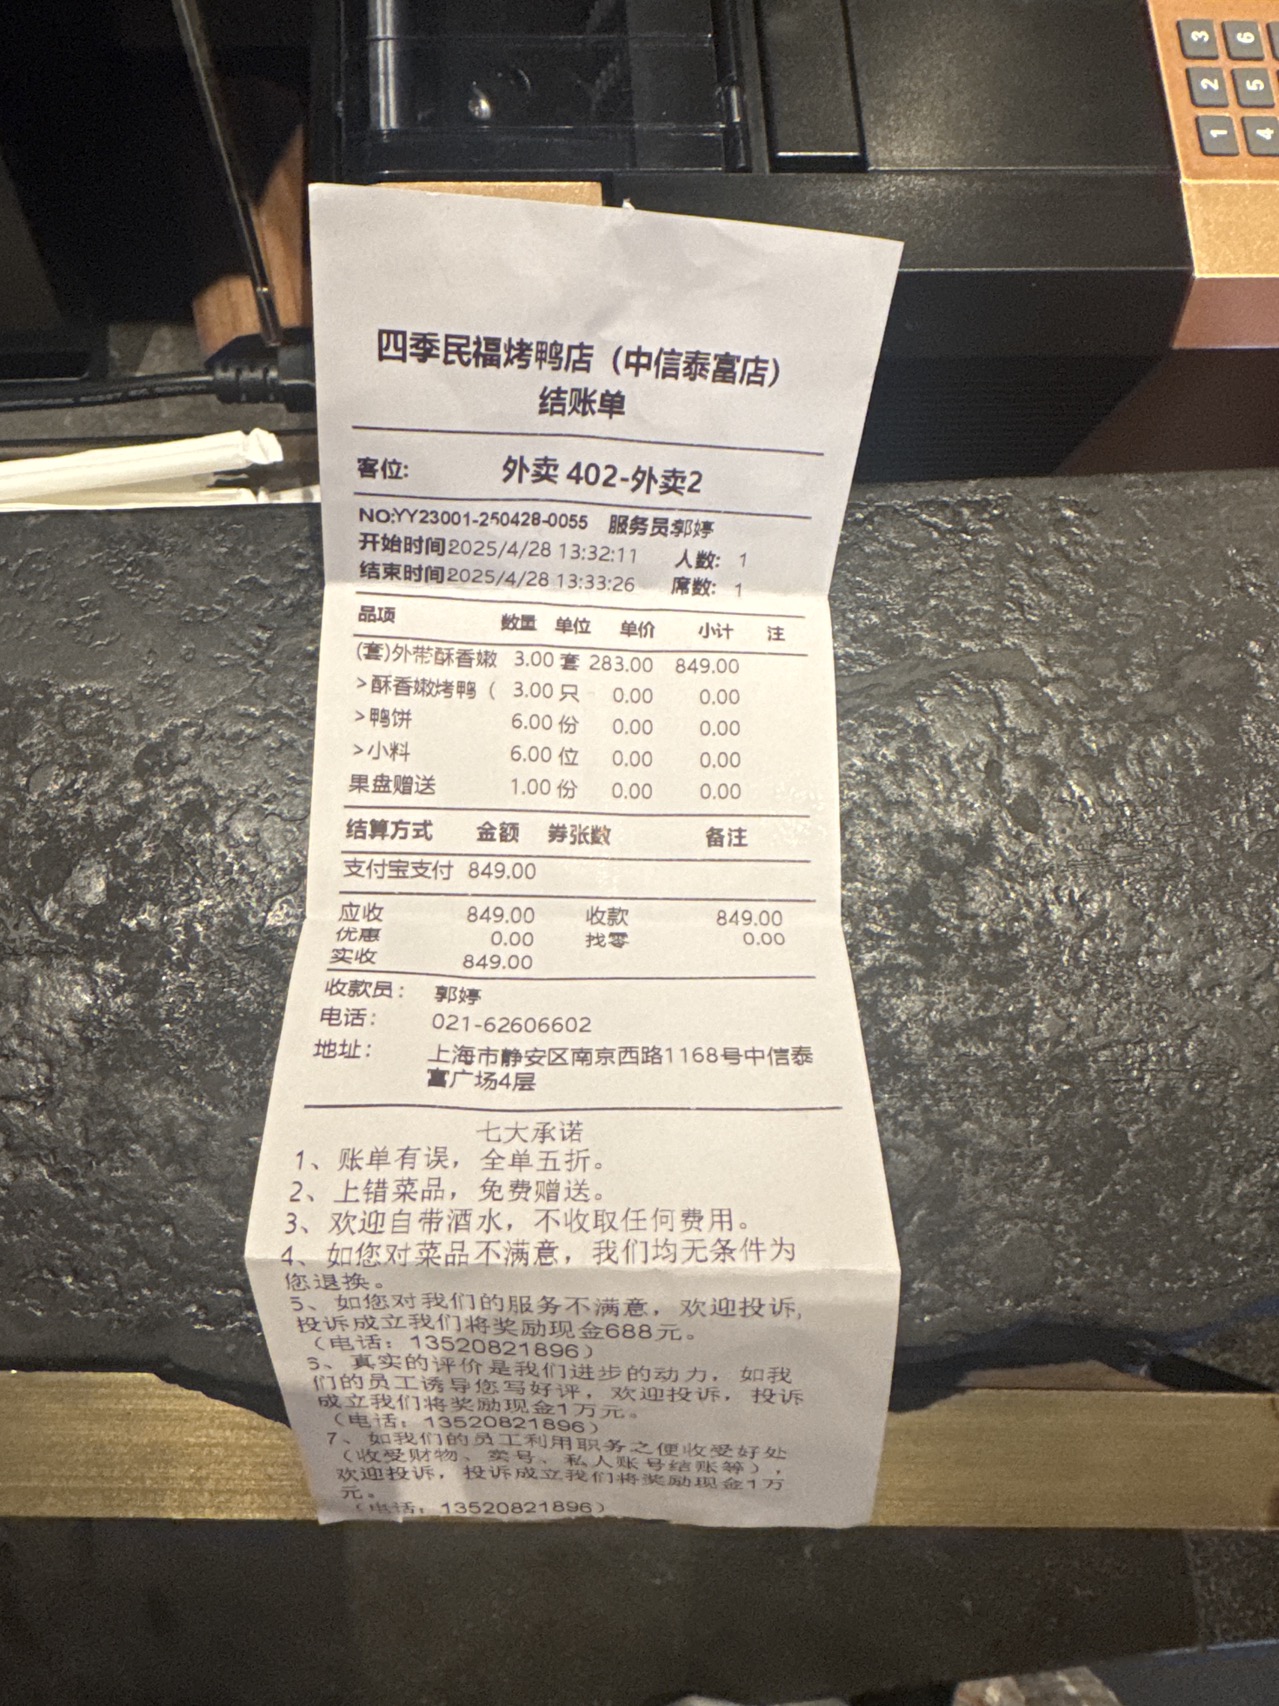 3 6
2 5
1 4
四季民福烤鸭店（中信泰富店）
结账单
客位: 外卖 402-外卖2
NO:YY23001-250428-0055 服务员郭婷
开始时间2025/4/28 13:32:11 人数: 1
结束时间2025/4/28 13:33:26 席数: 1
品项 数量 单位 单价 小计 注
(套)外带酥香嫩 3.00 套 283.00 849.00
>酥香嫩烤鸭（ 3.00 只 0.00 0.00
>鸭饼 6.00 份 0.00 0.00
>小料 6.00 位 0.00 0.00
果盘赠送 1.00 份 0.00 0.00
结算方式 金额 券张数 备注
支付宝支付 849.00
应收 849.00 收款 849.00
优惠 0.00 找零 0.00
实收 849.00
收款员: 郭婷
电话: 021-62606602
地址: 上海市静安区南京西路1168号中信泰
富广场4层
七大承诺
1、账单有误，全单五折。
2、上错菜品，免费赠送。
3、欢迎自带酒水，不收取任何费用。
4、如您对菜品不满意，我们均无条件为
您退换。
5、如您对我们的服务不满意，欢迎投诉,
投诉成立我们将奖励现金688元。
（电话：13520821896）
6、真实的评价是我们进步的动力，如我
们的员工诱导您写好评，欢迎投诉，投诉
成立我们将奖励现金1万元。
（电话：13520821896）
7、如我们的员工利用职务之便收受好处
（收受财物、卖号、私人账号结账等），
欢迎投诉，投诉成立我们将奖励现金1万
元。
（电话：13520821896）